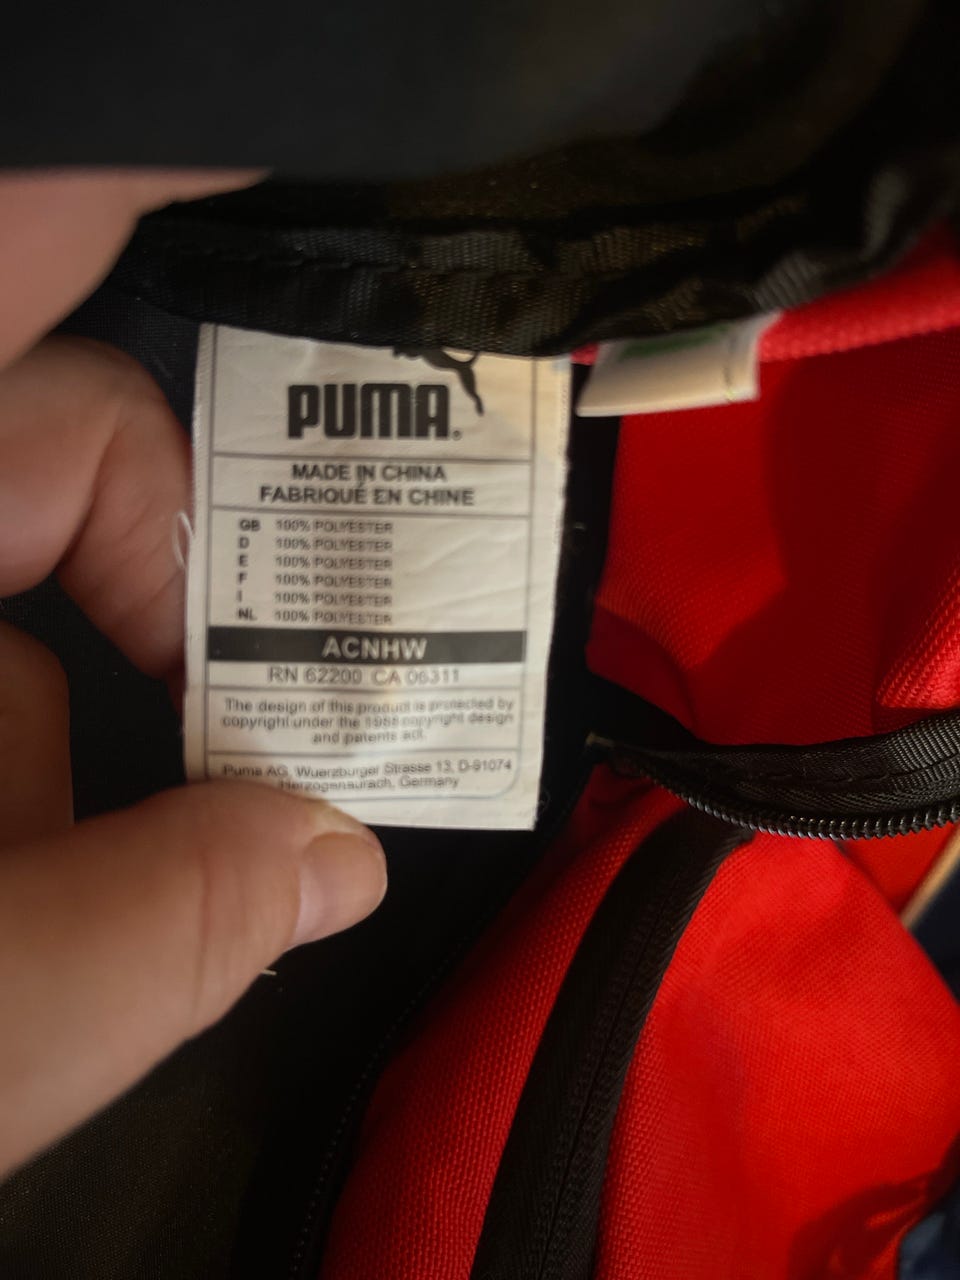 PUMA®
MADE IN CHINA
FABRIQUÉ EN CHINE
GB 100% POLYESTER
D 100% POLYESTER
E 100% POLYESTER
F 100% POLYESTER
I 100% POLYESTER
NL 100% POLYESTER
ACNHW
RN 62200 CA 06311
The design of this product is protected by
copyright under the 1988 copyright design
and patents act.
Puma AG, Wuerzburger Strasse 13, D-91074
Herzogenaurach, Germany